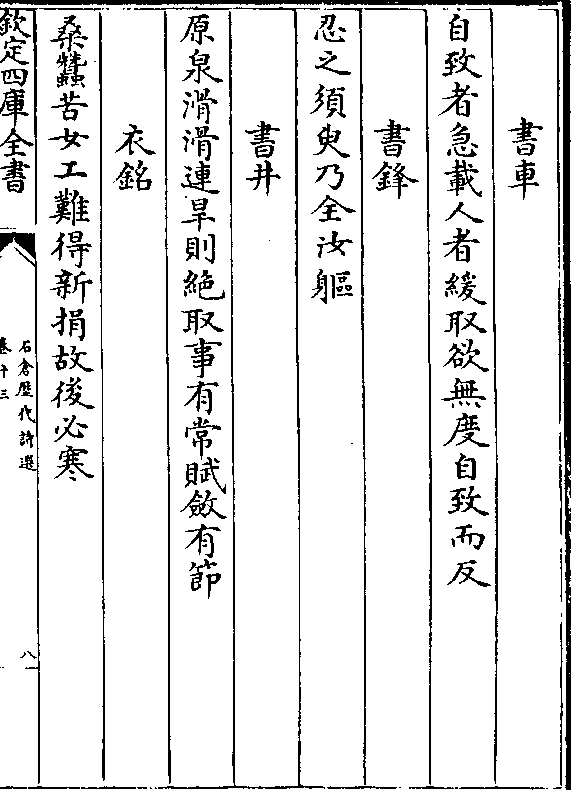 書車
自致者急載人者緩取欲無度自致而反
書鋒
忍之須臾乃全汝軀
書井
原泉滑滑連旱則絶取事有常賦斂有節
衣銘
桑蠶苦女工難得新捐故後必寒
欽定四庫全書
石倉歷代詩選
卷十三
八